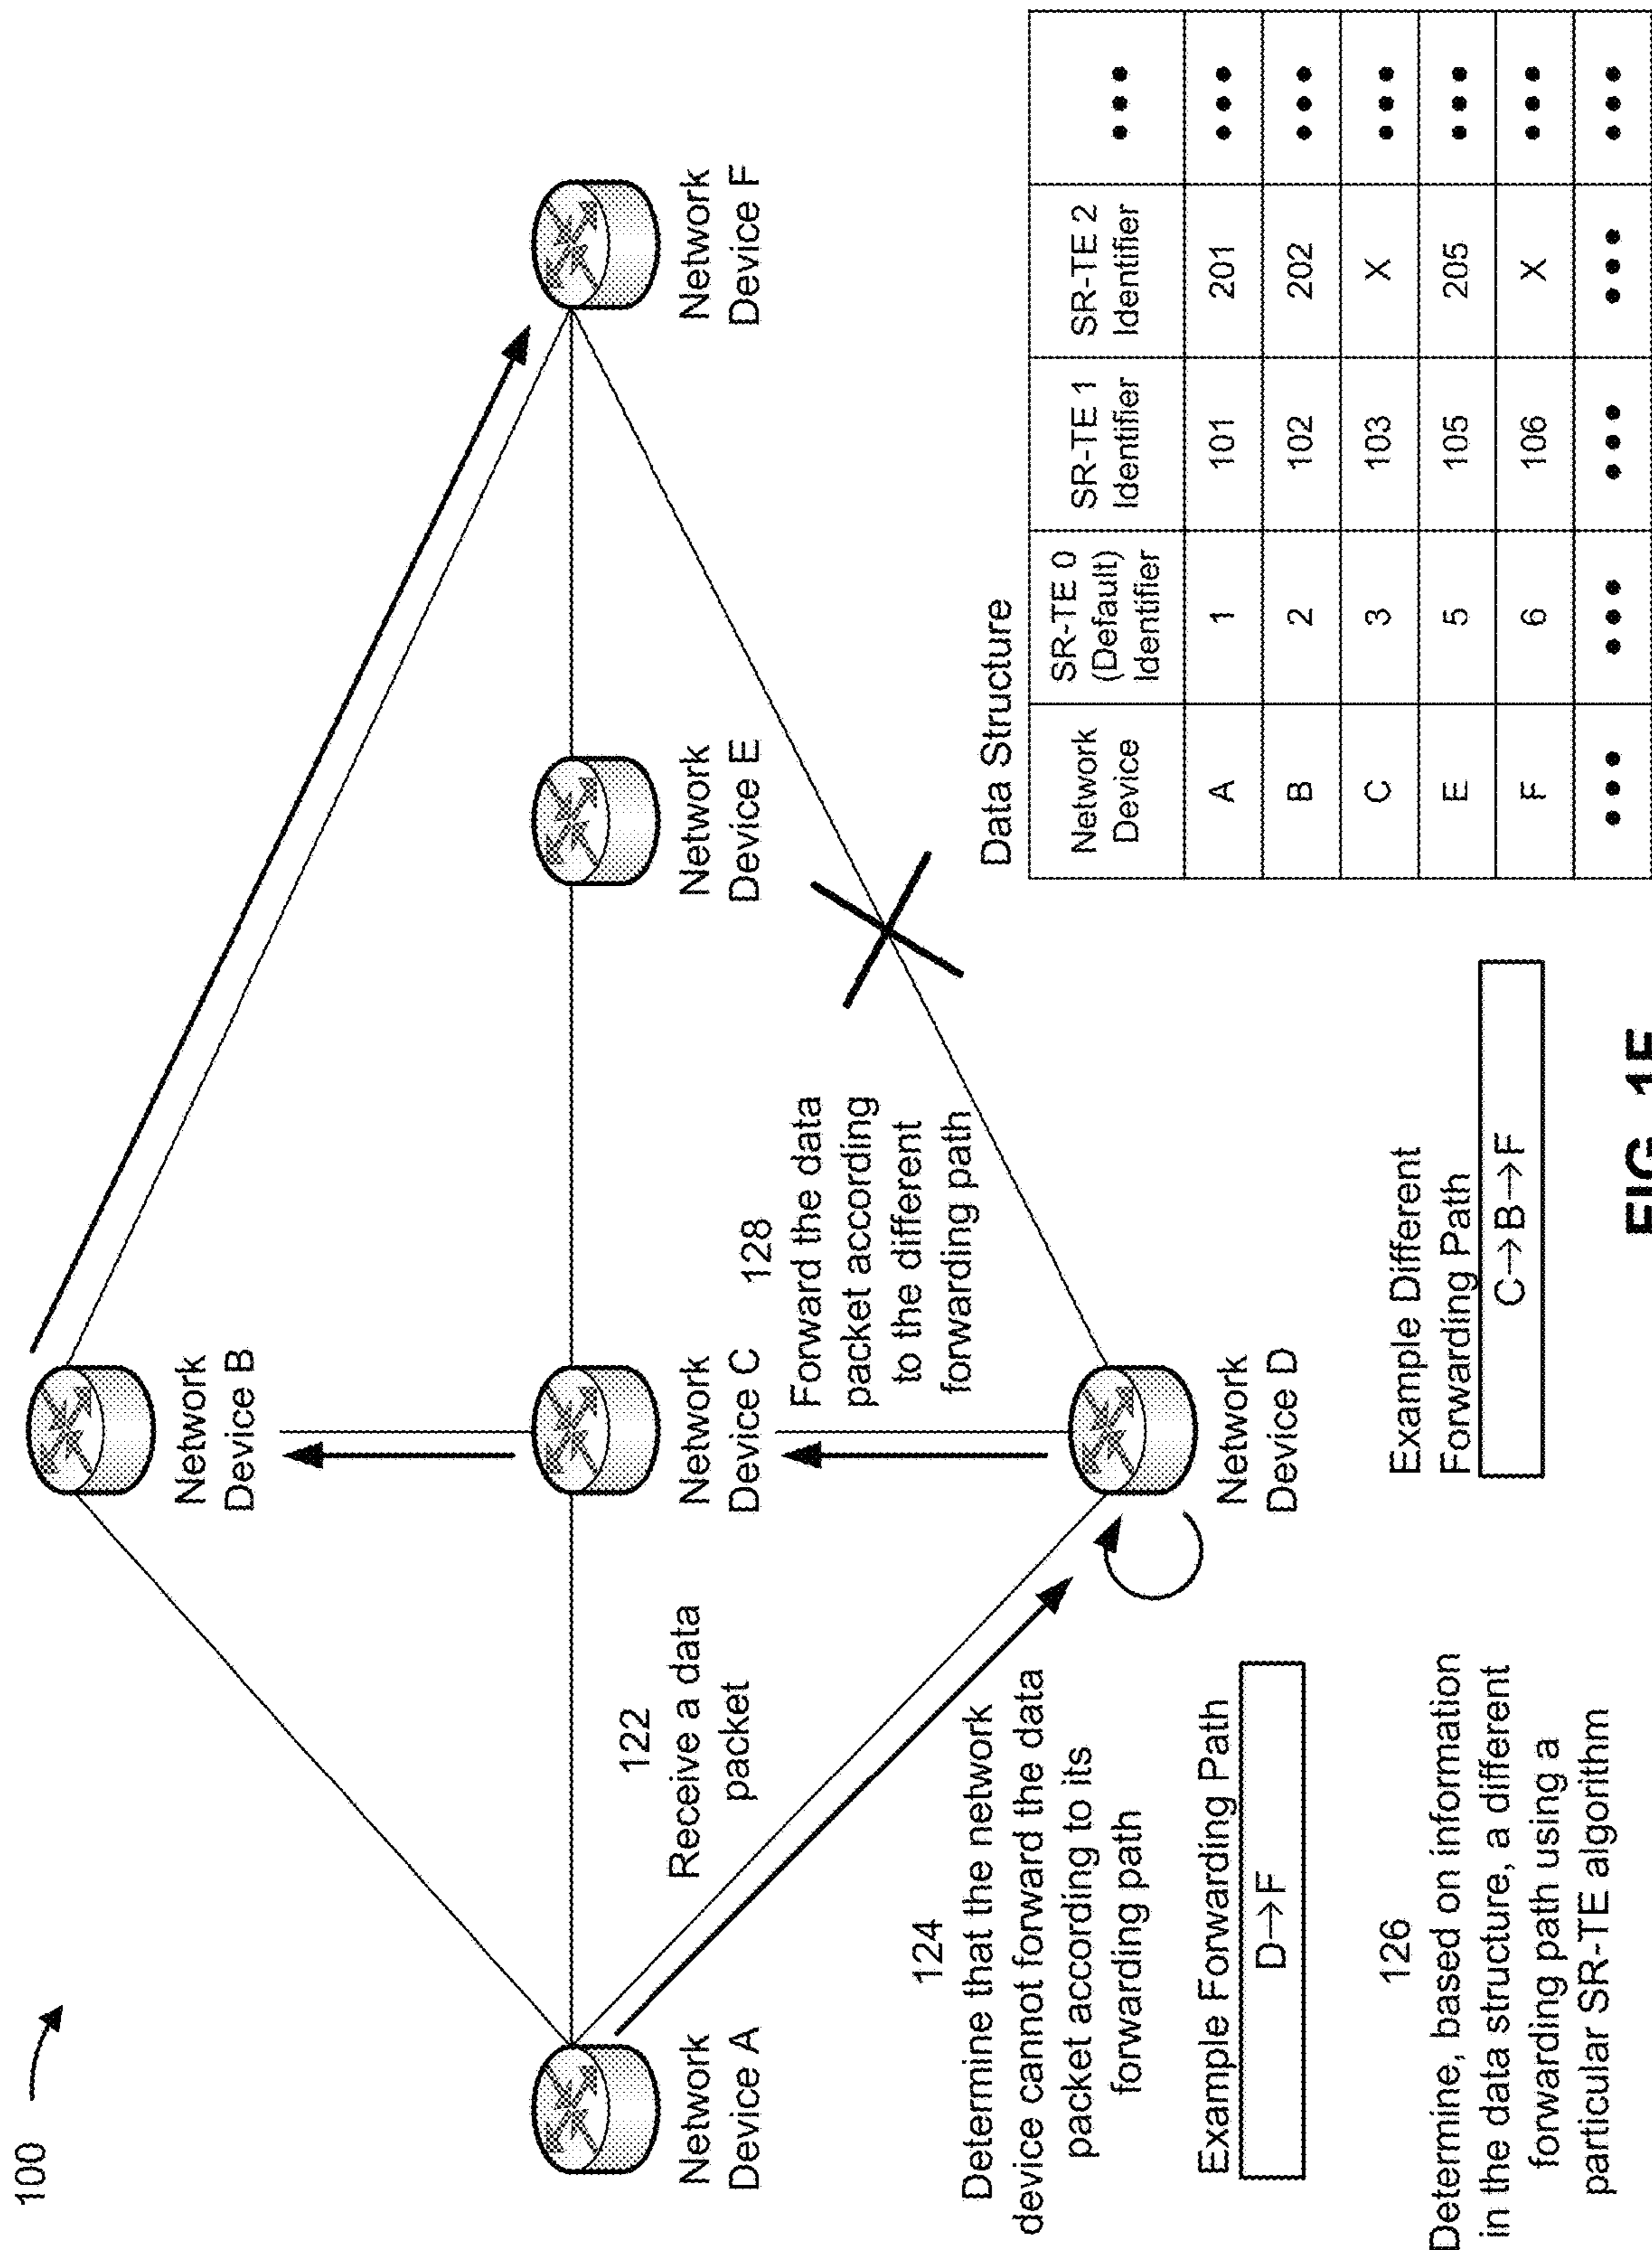 100
Network
Device B
Network
Device A
122
Receive a data
packet
Network
Device C
Network
Device E
Network
Device F
128
Forward the data
packet according
to the different
forwarding path
Network
Device D
124
Determine that the network
device cannot forward the data
packet according to its
forwarding path
Example Forwarding Path
D→F
126
Determine, based on information
in the data structure, a different
forwarding path using a
particular SR-TE algorithm
Example Different
Forwarding Path
C→B→F
Data Structure
Network Device | SR-TE 0 (Default) Identifier | SR-TE 1 Identifier | SR-TE 2 Identifier | •••
A | 1 | 101 | 201 | •••
B | 2 | 102 | 202 | •••
C | 3 | 103 | X | •••
E | 5 | 105 | 205 | •••
F | 6 | 106 | X | •••
••• | ••• | ••• | ••• | •••
FIG.